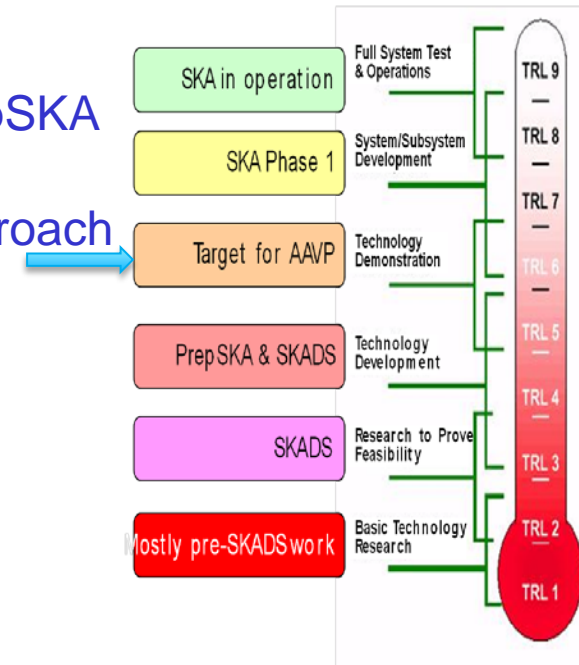 SKA in operation
Full System Test
& Operations
TRL 9
SKA
TRL 8
SKA Phase 1
System/Subsystem
Development
TRL 7
roach
Target for AAVP
Technology
Demonstration
TRL 6
PrepSKA & SKADS
Technology
Development
TRL 5
TRL 4
SKADS
Research to Prove
Feasibility
TRL 3
Mostly pre-SKADS work
Basic Technology
Research
TRL 2
TRL 1